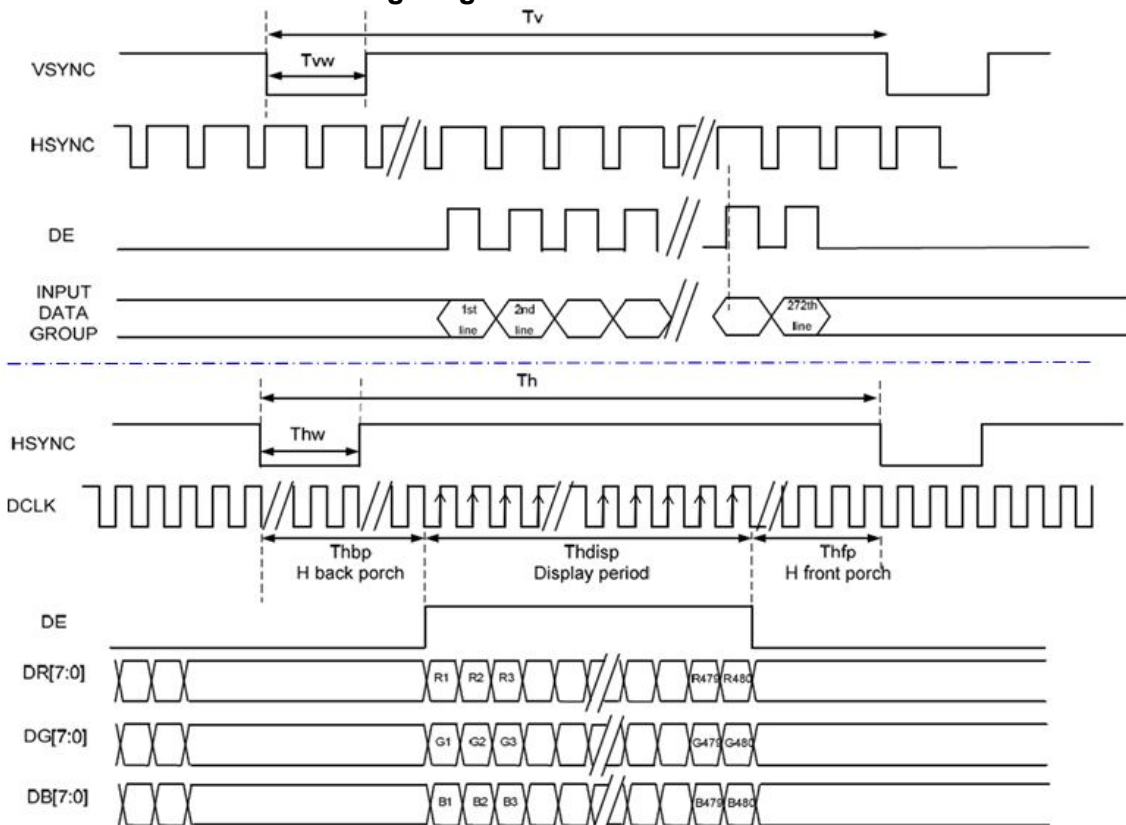 Tv
VSYNC
Tvw
HSYNC
DE
INPUT
DATA
GROUP
1st
line
2nd
line
272th
line
Th
HSYNC
Thw
DCLK
Thbp
H back porch
Thdisp
Display period
Thfp
H front porch
DE
DR[7:0]
R1 R2 R3 R479 R480
DG[7:0]
G1 G2 G3 G479 G480
DB[7:0]
B1 B2 B3 B479 B480